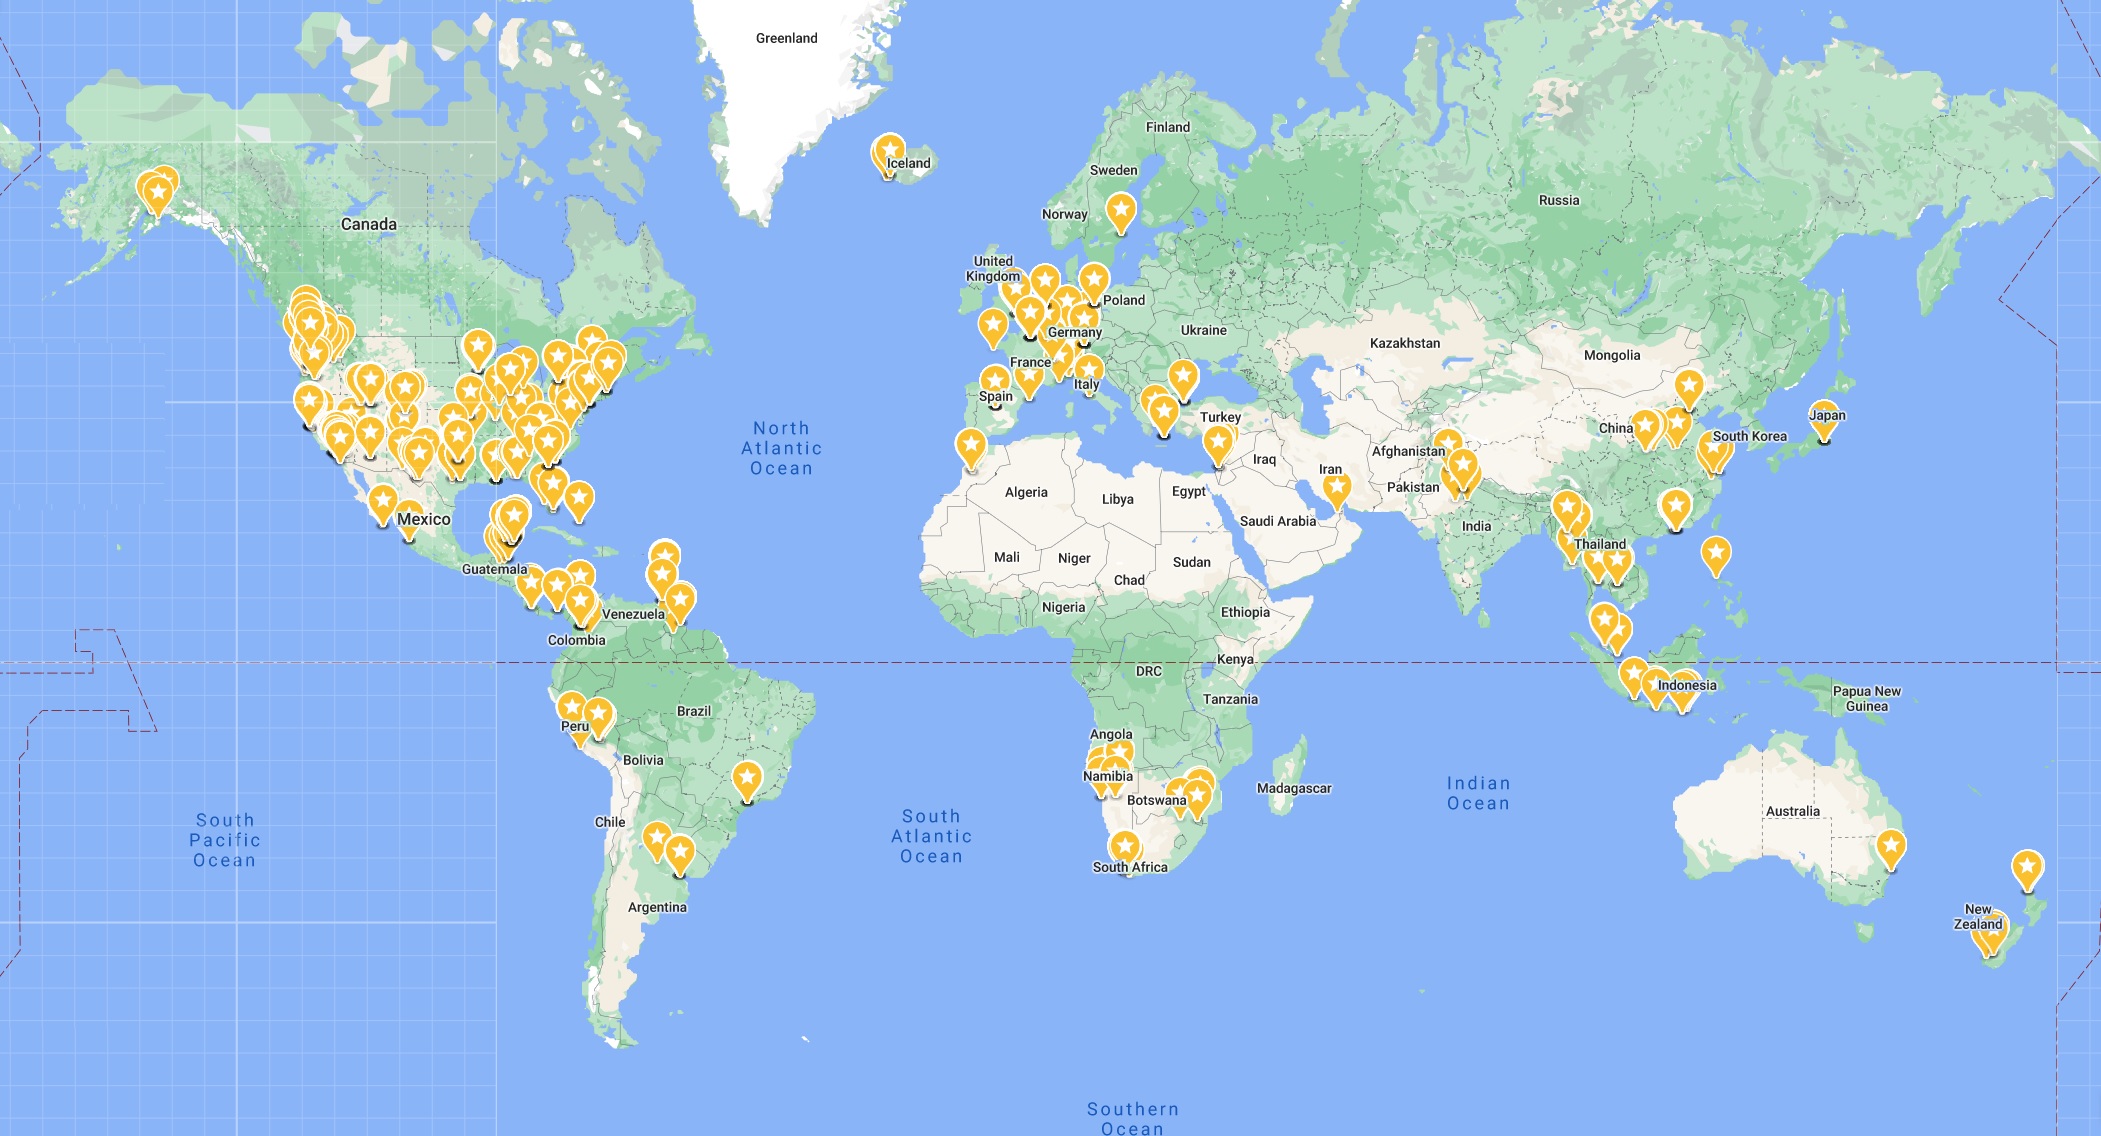 Greenland
Iceland
Finland
Sweden
Norway
Russia
Canada
United
Kingdom
Poland
Ukraine
Germany
France
Italy
Spain
Turkey
Kazakhstan
Mongolia
China
South Korea
Japan
Afghanistan
Iraq
Iran
Pakistan
North
Atlantic
Ocean
Algeria
Libya
Egypt
Saudi Arabia
India
Thailand
Mexico
Guatemala
Mali
Niger
Chad
Sudan
Nigeria
Ethiopia
Venezuela
Colombia
Kenya
DRC
Tanzania
Indonesia
Papua New
Guinea
Brazil
Peru
Bolivia
Angola
Namibia
Botswana
Madagascar
Indian
Ocean
Australia
South
Pacific
Ocean
Chile
South
Atlantic
Ocean
South Africa
Argentina
New
Zealand
Southern
Ocean